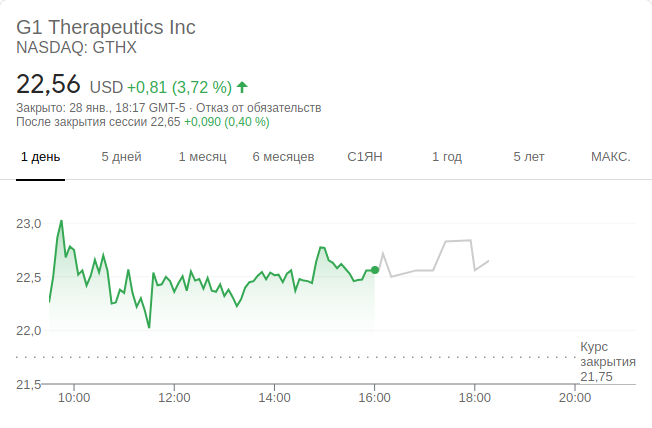 G1 Therapeutics Inc
NASDAQ: GTHX
22,56 USD +0,81 (3,72 %)
Закрыто: 28 янв., 18:17 GMT-5 · Отказ от обязательств
После закрытия сессии 22,65 +0,090 (0,40 %)
1 день 5 дней 1 месяц 6 месяцев С1ЯН 1 год 5 лет МАКС.
23,0
22,5
22,0
Курс
закрытия
21,75
21,5
10:00 12:00 14:00 16:00 18:00 20:00